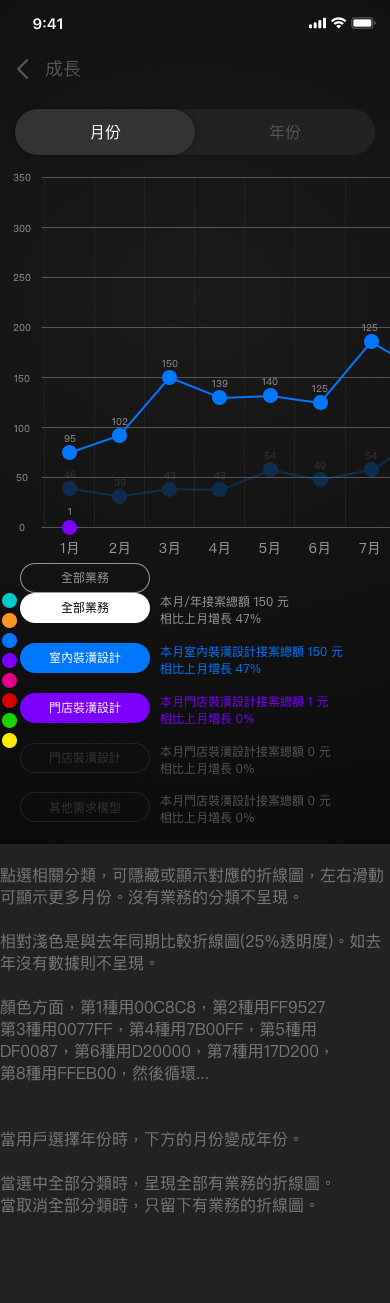 9:41
成長
月份
年份
350
300
250
200
150
100
50
0
95
102
150
139
140
125
125
46
39
43
43
54
49
54
1
1月
2月
3月
4月
5月
6月
7月
全部業務
全部業務
本月/年接案總額 150 元
相比上月增長 47%
室內裝潢設計
本月室內裝潢設計接案總額 150 元
相比上月增長 47%
門店裝潢設計
本月門店裝潢設計接案總額 1 元
相比上月增長 0%
門店裝潢設計
本月門店裝潢設計接案總額 0 元
相比上月增長 0%
其他需求模型
本月門店裝潢設計接案總額 0 元
相比上月增長 0%
點選相關分類，可隱藏或顯示對應的折線圖，左右滑動
可顯示更多月份。沒有業務的分類不呈現。
相對淺色是與去年同期比較折線圖(25%透明度)。如去
年沒有數據則不呈現。
顏色方面，第1種用00C8C8，第2種用FF9527
第3種用0077FF，第4種用7B00FF，第5種用
DF0087，第6種用D20000，第7種用17D200，
第8種用FFEB00，然後循環...
當用戶選擇年份時，下方的月份變成年份。
當選中全部分類時，呈現全部有業務的折線圖。
當取消全部分類時，只留下有業務的折線圖。